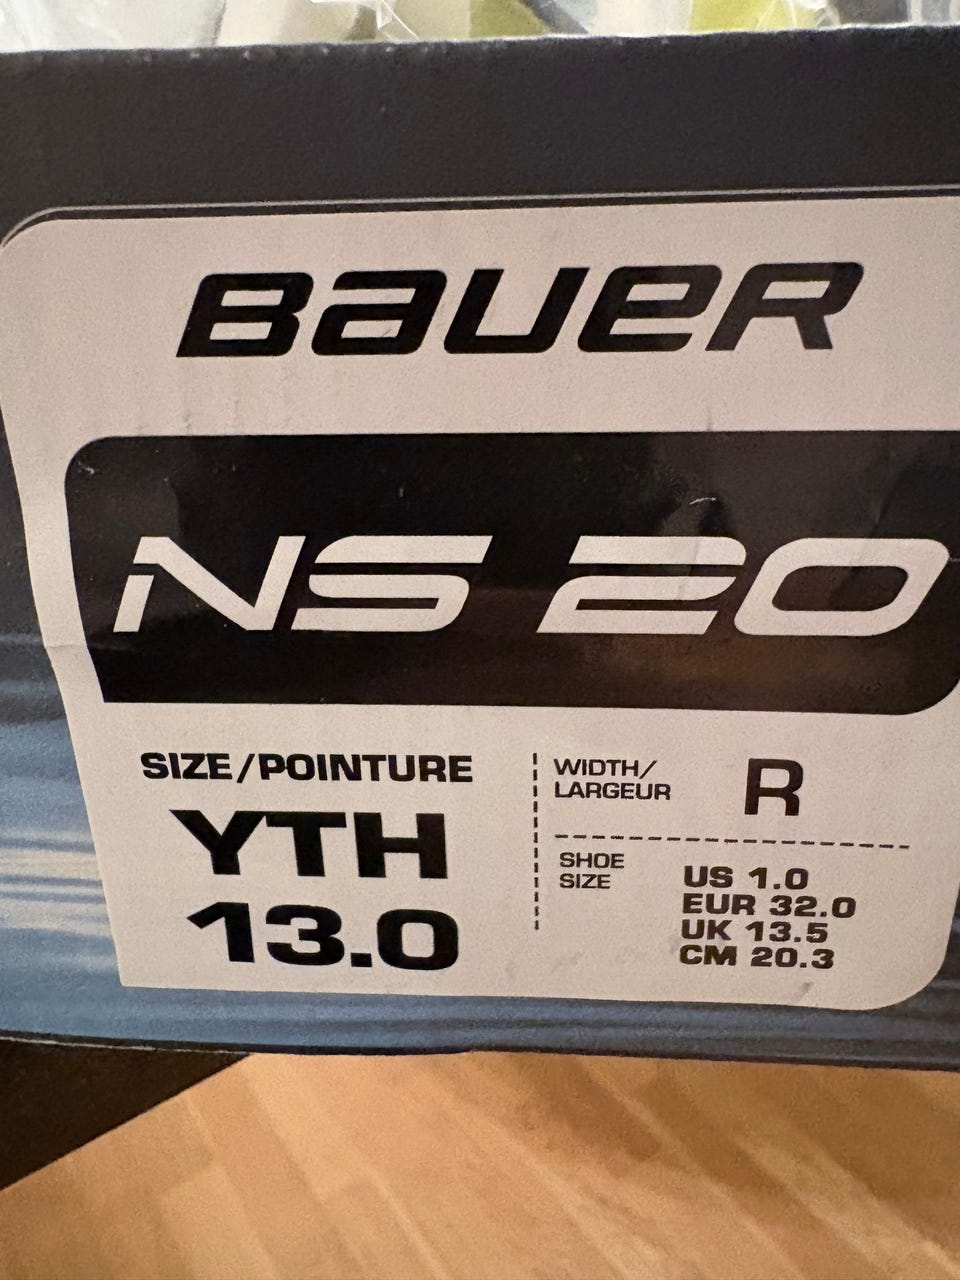 BAUER
NS 20
SIZE/POINTURE
YTH
13.0
WIDTH/
LARGEUR
R
SHOE
SIZE
US 1.0
EUR 32.0
UK 13.5
CM 20.3